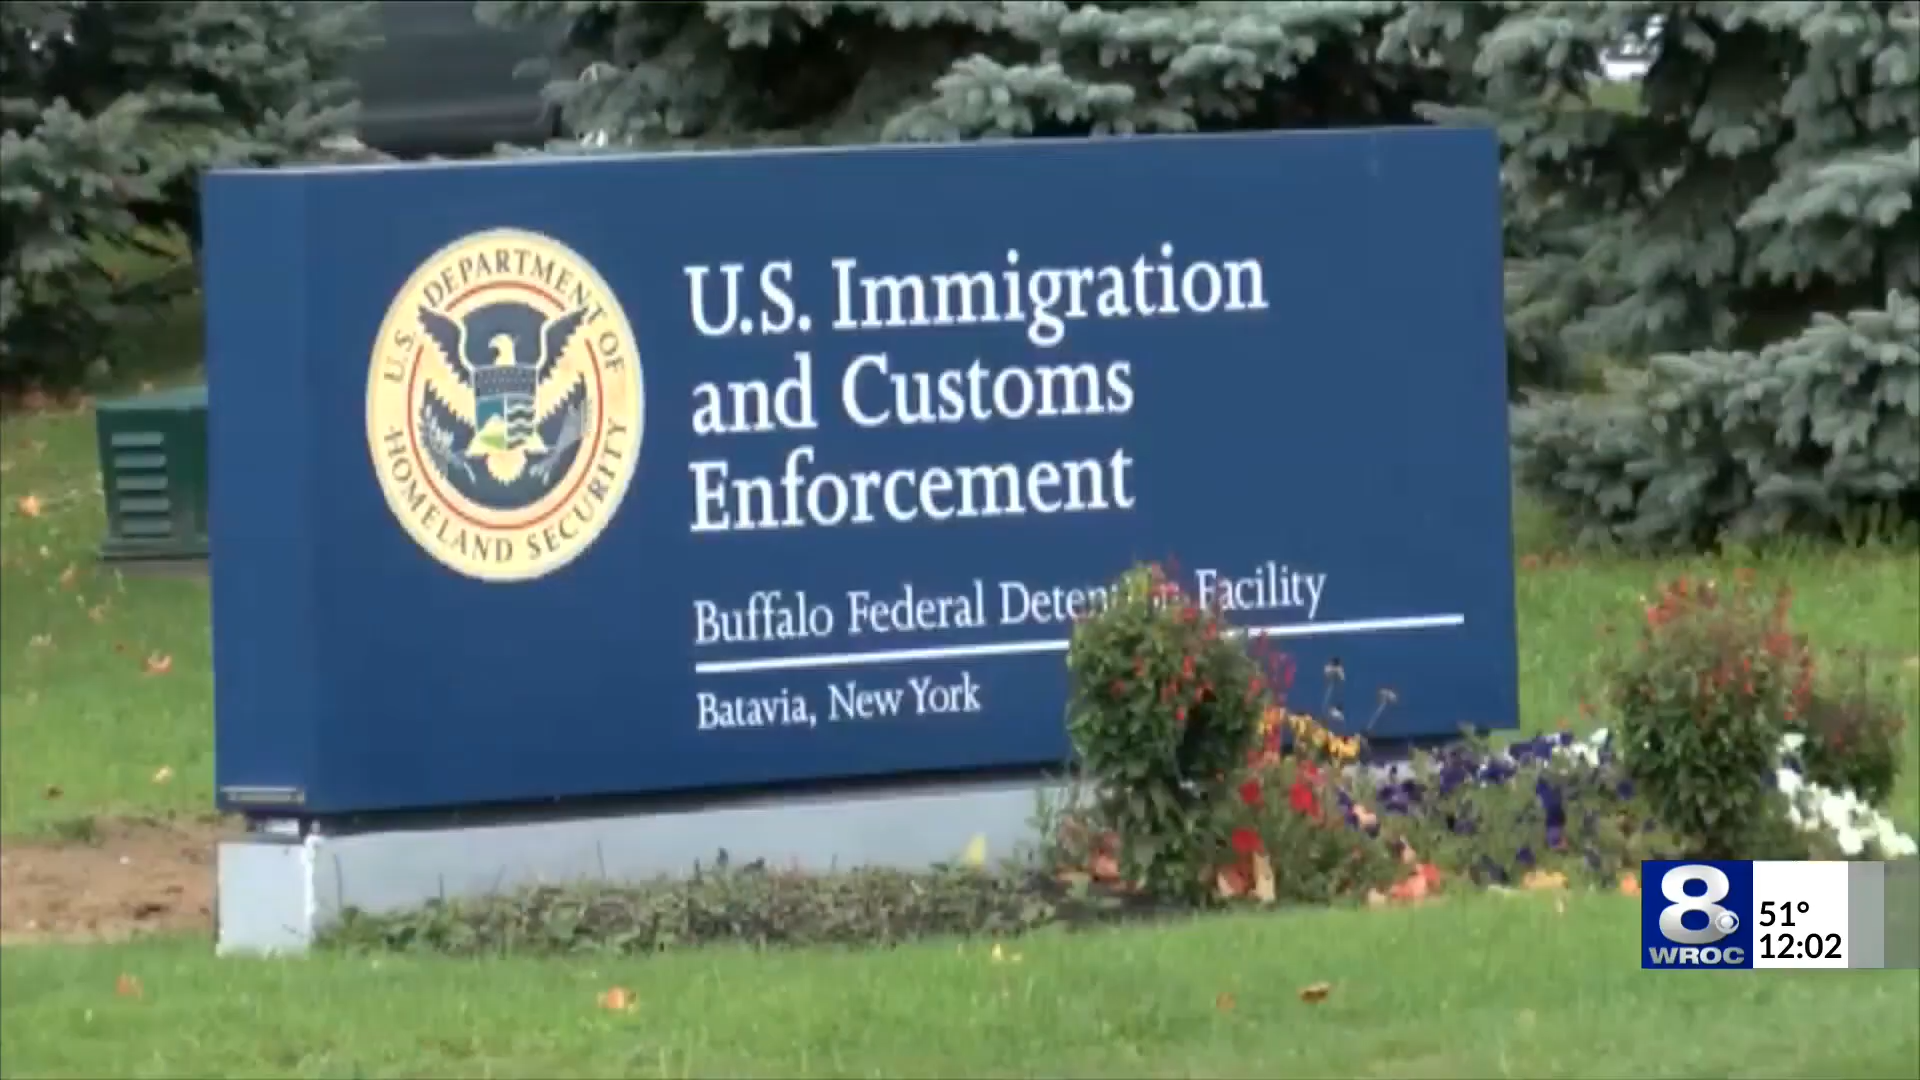 U.S. DEPARTMENT OF
HOMELAND SECURITY
U.S. Immigration
and Customs
Enforcement
Buffalo Federal Detention Facility
Batavia, New York
8
WROC
51°
12:02